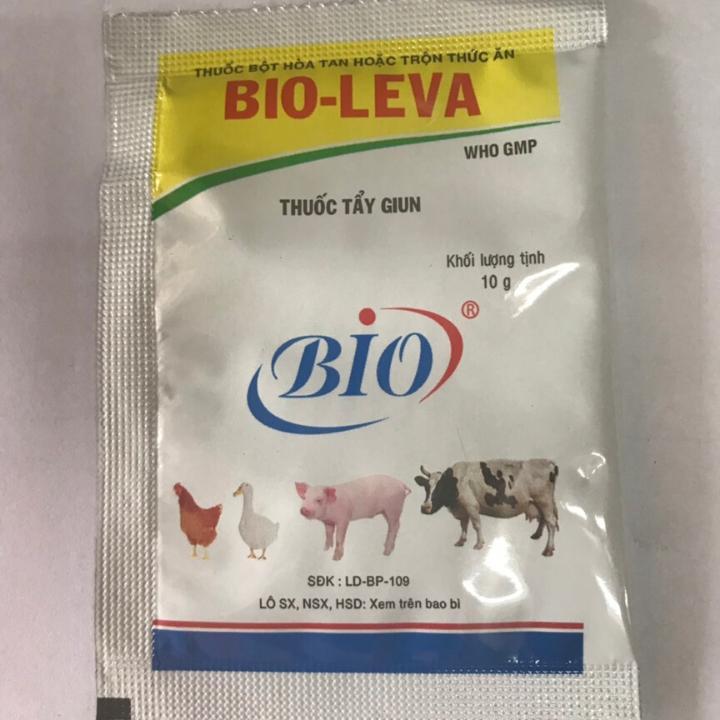 THUỐC BỘT HÒA TAN HOẶC TRỘN THỨC ĂN
BIO-LEVA
WHO GMP
THUỐC TẨY GIUN
Khối lượng tịnh
10 g
BIO®
SĐK : LD-BP-109
LÔ SX, NSX, HSD: Xem trên bao bì